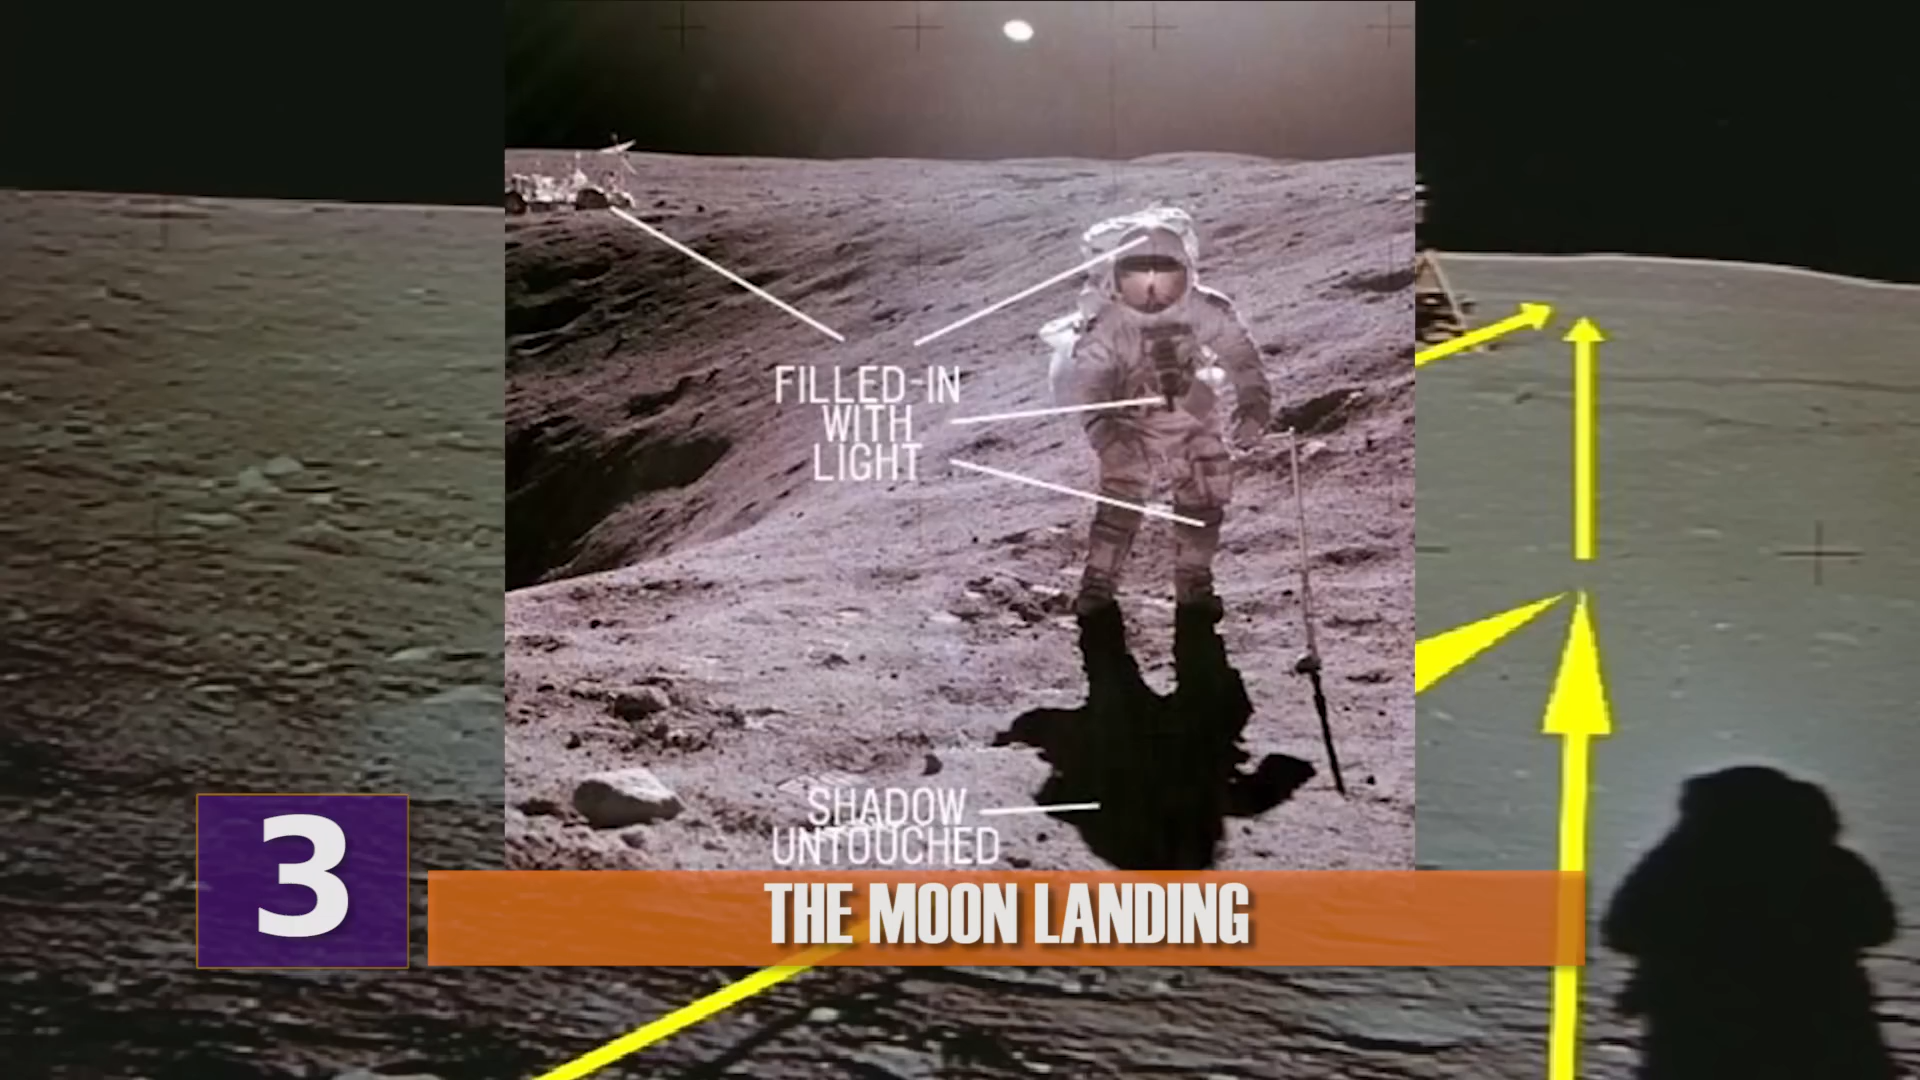 FILLED-IN
WITH
LIGHT
SHADOW
UNTOUCHED
3
THE MOON LANDING